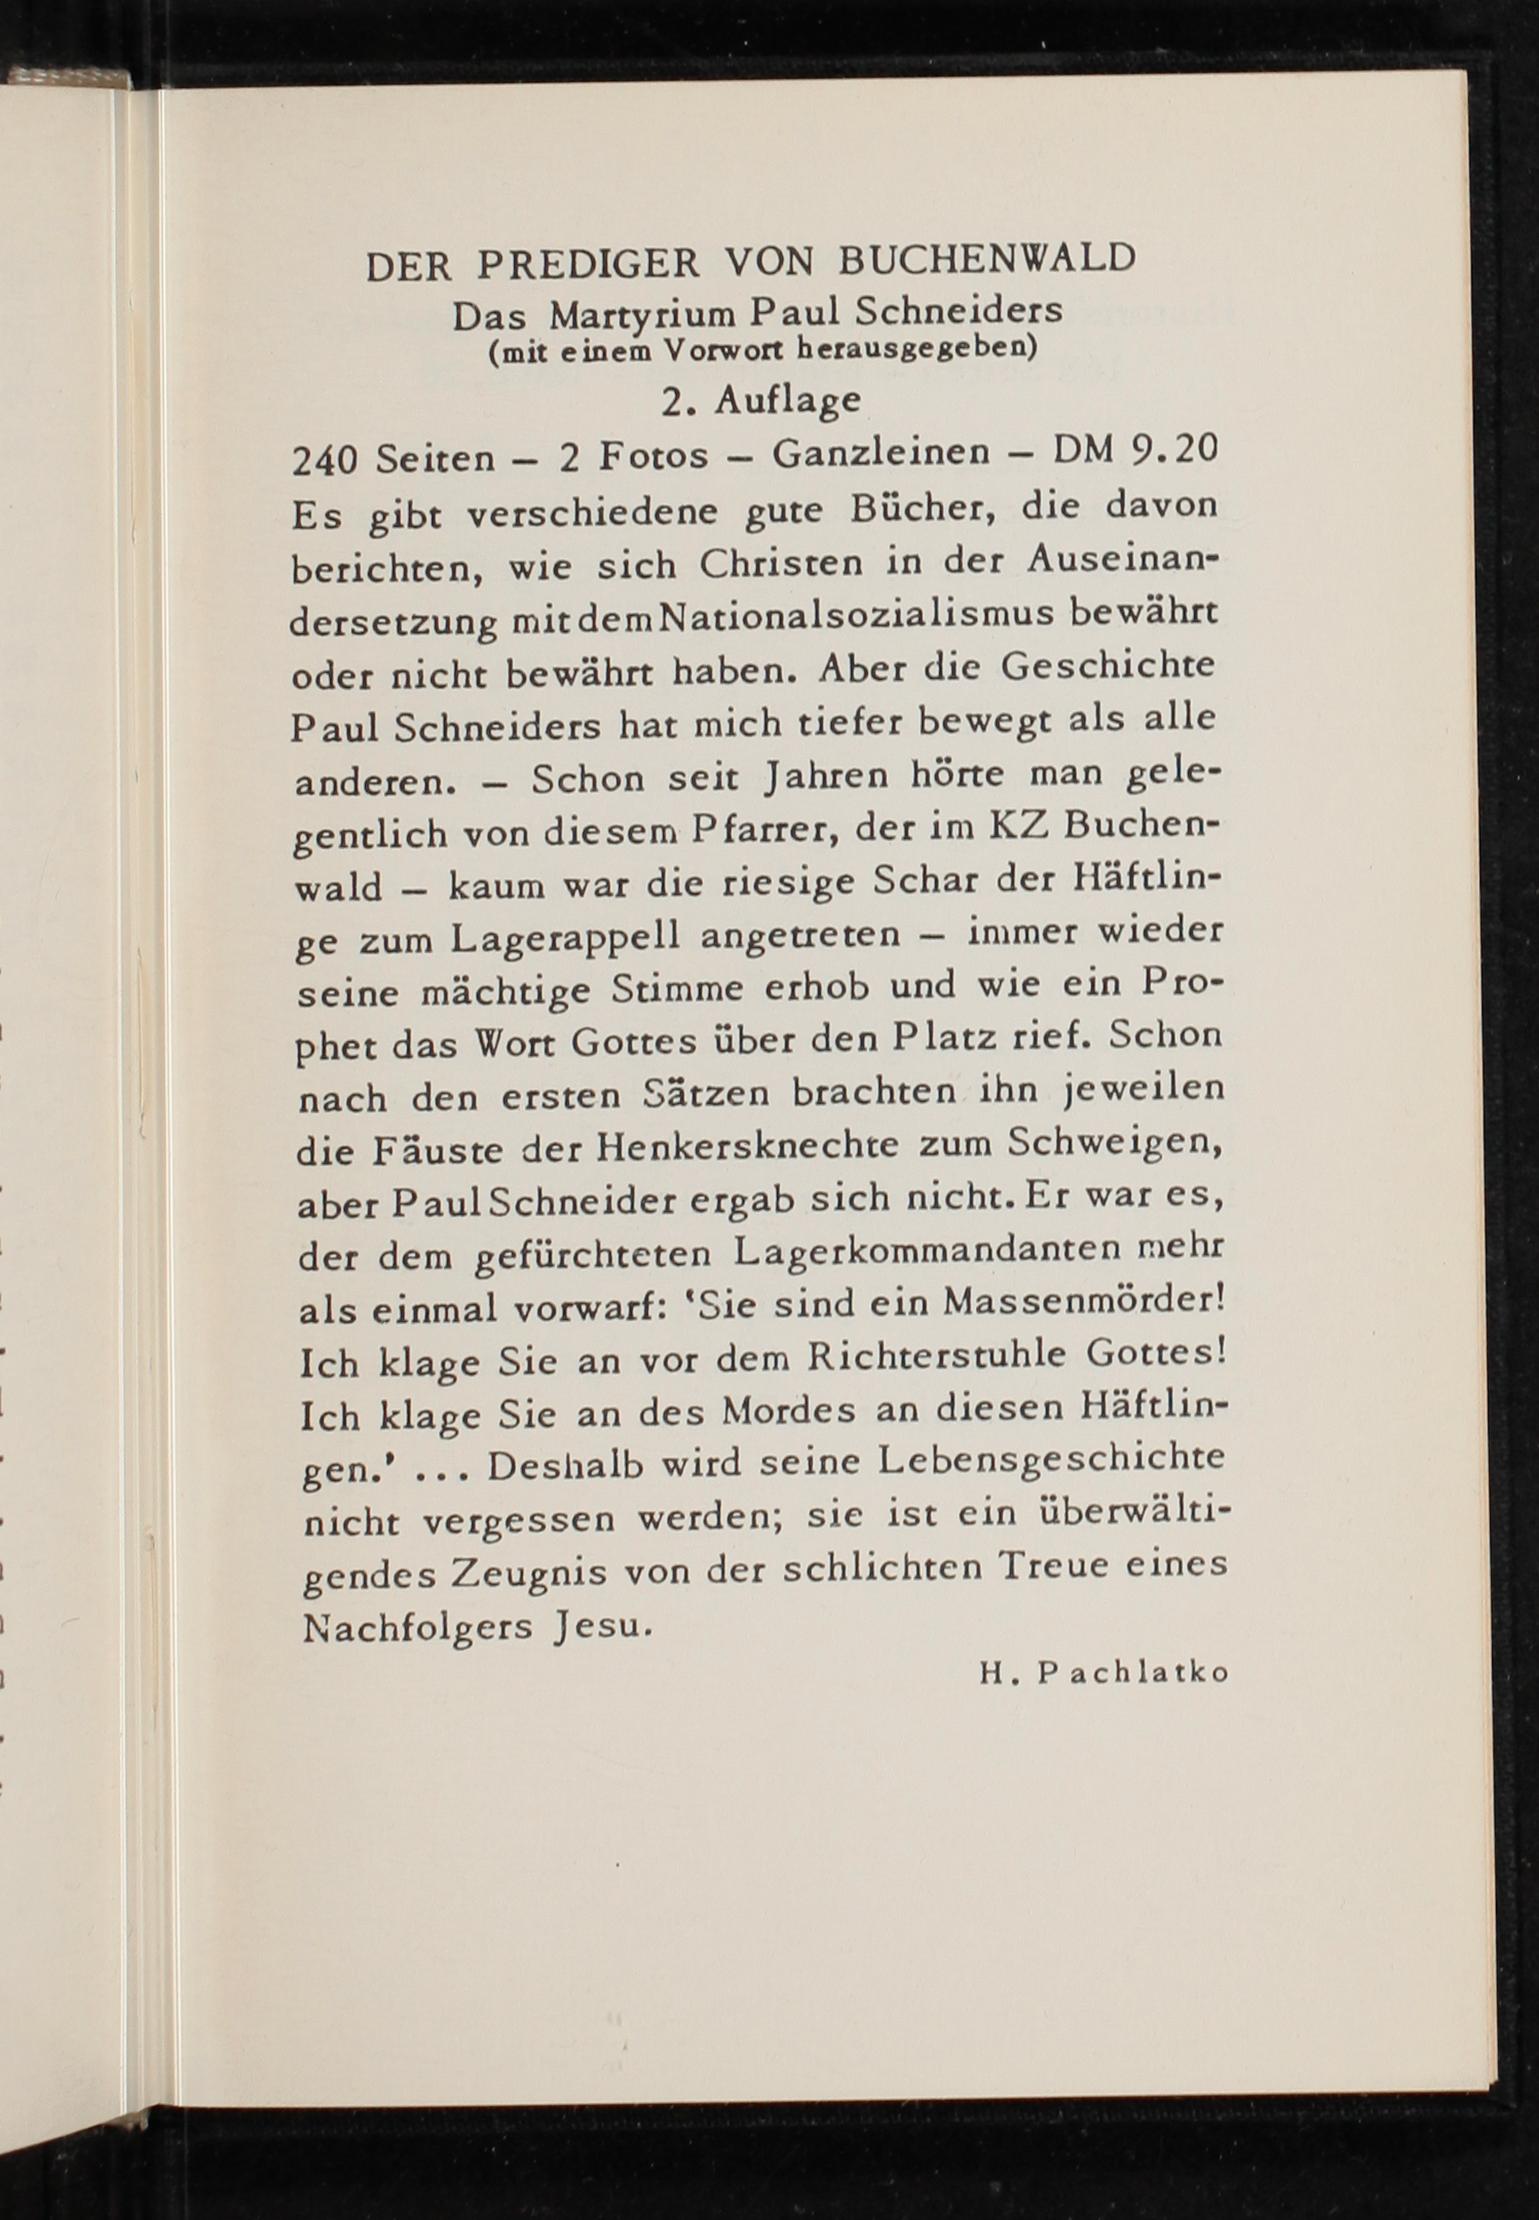 DER PREDIGER VON BUCHENWALD
Das Martyrium Paul Schneiders
(mit einem Vorwort herausgegeben)
2. Auflage
240 Seiten – 2 Fotos – Ganzleinen – DM 9.20
Es gibt verschiedene gute Bücher, die davon
berichten, wie sich Christen in der Auseinan-
dersetzung mit dem Nationalsozialismus bewährt
oder nicht bewährt haben. Aber die Geschichte
Paul Schneiders hat mich tiefer bewegt als alle
anderen. – Schon seit Jahren hörte man gele-
gentlich von diesem Pfarrer, der im KZ Buchen-
wald – kaum war die riesige Schar der Häftlin-
ge zum Lagerappell angetreten – immer wieder
seine mächtige Stimme erhob und wie ein Pro-
phet das Wort Gottes über den Platz rief. Schon
nach den ersten Sätzen brachten ihn jeweilen
die Fäuste der Henkersknechte zum Schweigen,
aber Paul Schneider ergab sich nicht. Er war es,
der dem gefürchteten Lagerkommandanten mehr
als einmal vorwarf: ‘Sie sind ein Massenmörder!
Ich klage Sie an vor dem Richterstuhle Gottes!
Ich klage Sie an des Mordes an diesen Häftlin-
gen.’ ... Deshalb wird seine Lebensgeschichte
nicht vergessen werden; sie ist ein überwälti-
gendes Zeugnis von der schlichten Treue eines
Nachfolgers Jesu.
H. Pachlatko